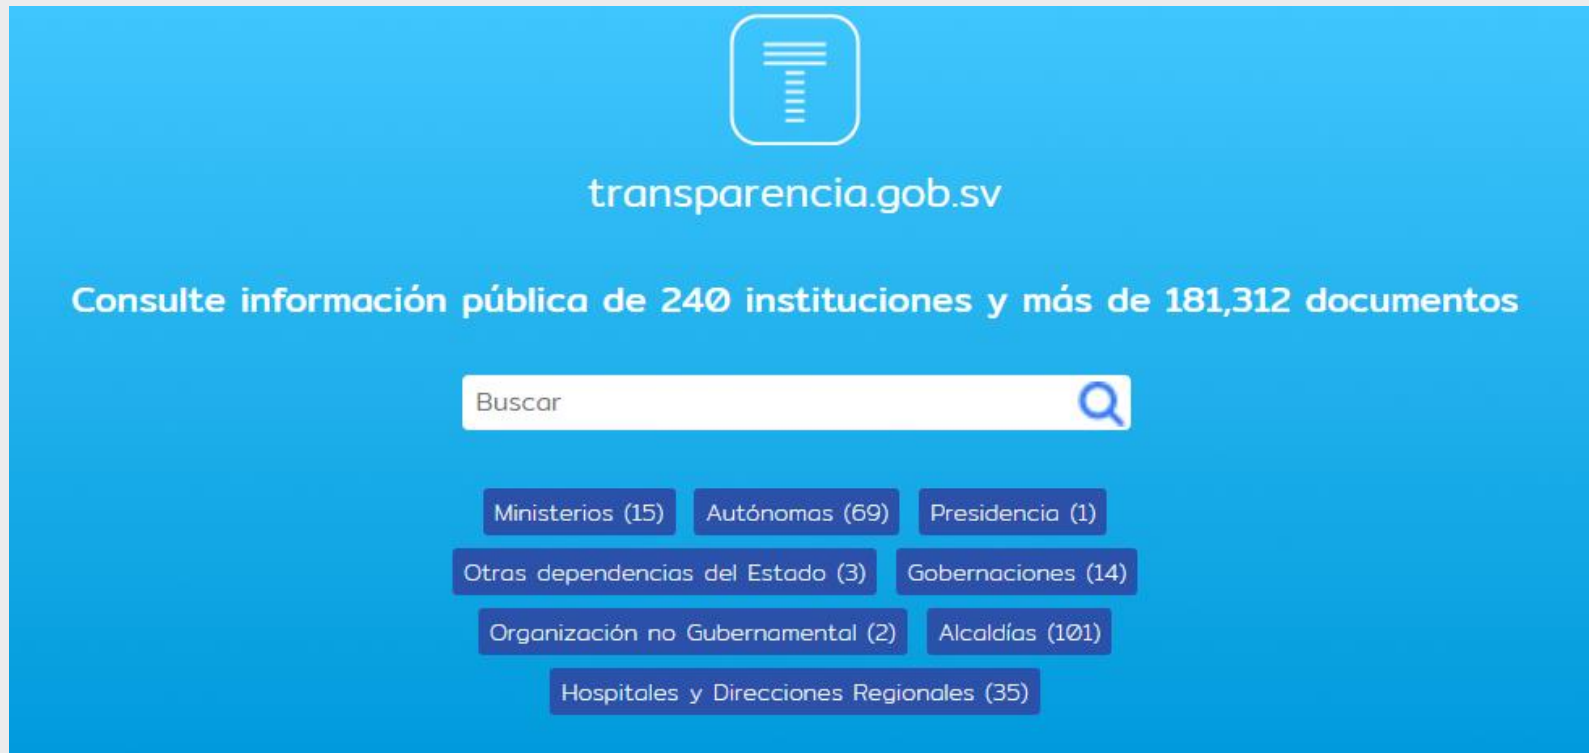 transparencia.gob.sv
Consulte información pública de 240 instituciones y más de 181,312 documentos
Buscar
Ministerios (15) Autónomas (69) Presidencia (1)
Otras dependencias del Estado (3) Gobernaciones (14)
Organización no Gubernamental (2) Alcaldías (101)
Hospitales y Direcciones Regionales (35)